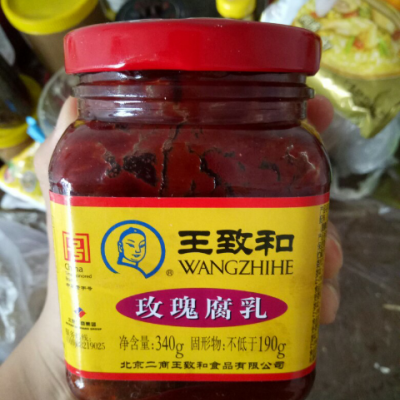 王致和
WANGZHIHE
®
China
玫瑰腐乳
净含量:340g 固形物:不低于190g
北京二商王致和食品有限公司